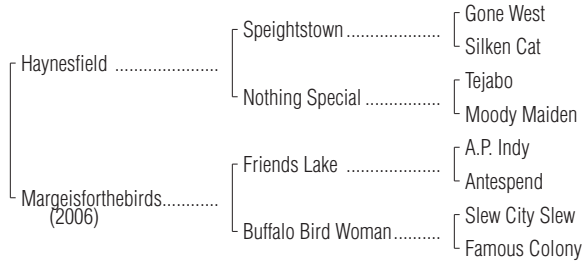 Gone West
Speightstown ....................
Silken Cat
Haynesfield ......................
Tejabo
Nothing Special ................
Moody Maiden
A.P. Indy
Friends Lake ....................
Antespend
Margeisforthebirds............
(2006)
Slew City Slew
Buffalo Bird Woman..........
Famous Colony